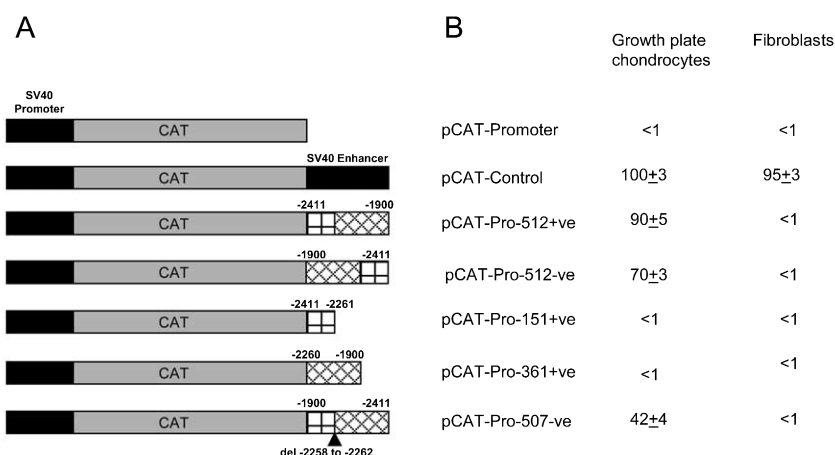 A
SV40
Promoter
CAT
SV40 Enhancer
CAT
-2411 -1900
CAT
-1900 -2411
CAT
-2411 -2261
CAT
-2260 -1900
CAT
-1900 -2411
CAT
del -2258 to -2262
B
Growth plate
chondrocytes
Fibroblasts
pCAT-Promoter <1 <1
pCAT-Control 100±3 95±3
pCAT-Pro-512+ve 90±5 <1
pCAT-Pro-512-ve 70±3 <1
pCAT-Pro-151+ve <1 <1
pCAT-Pro-361+ve <1 <1
pCAT-Pro-507-ve 42±4 <1